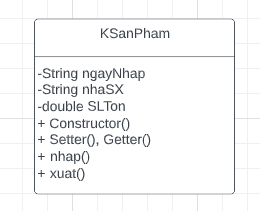 KSanPham
-String ngayNhap
-String nhaSX
-double SLTon
+ Constructor()
+ Setter(), Getter()
+ nhap()
+ xuat()